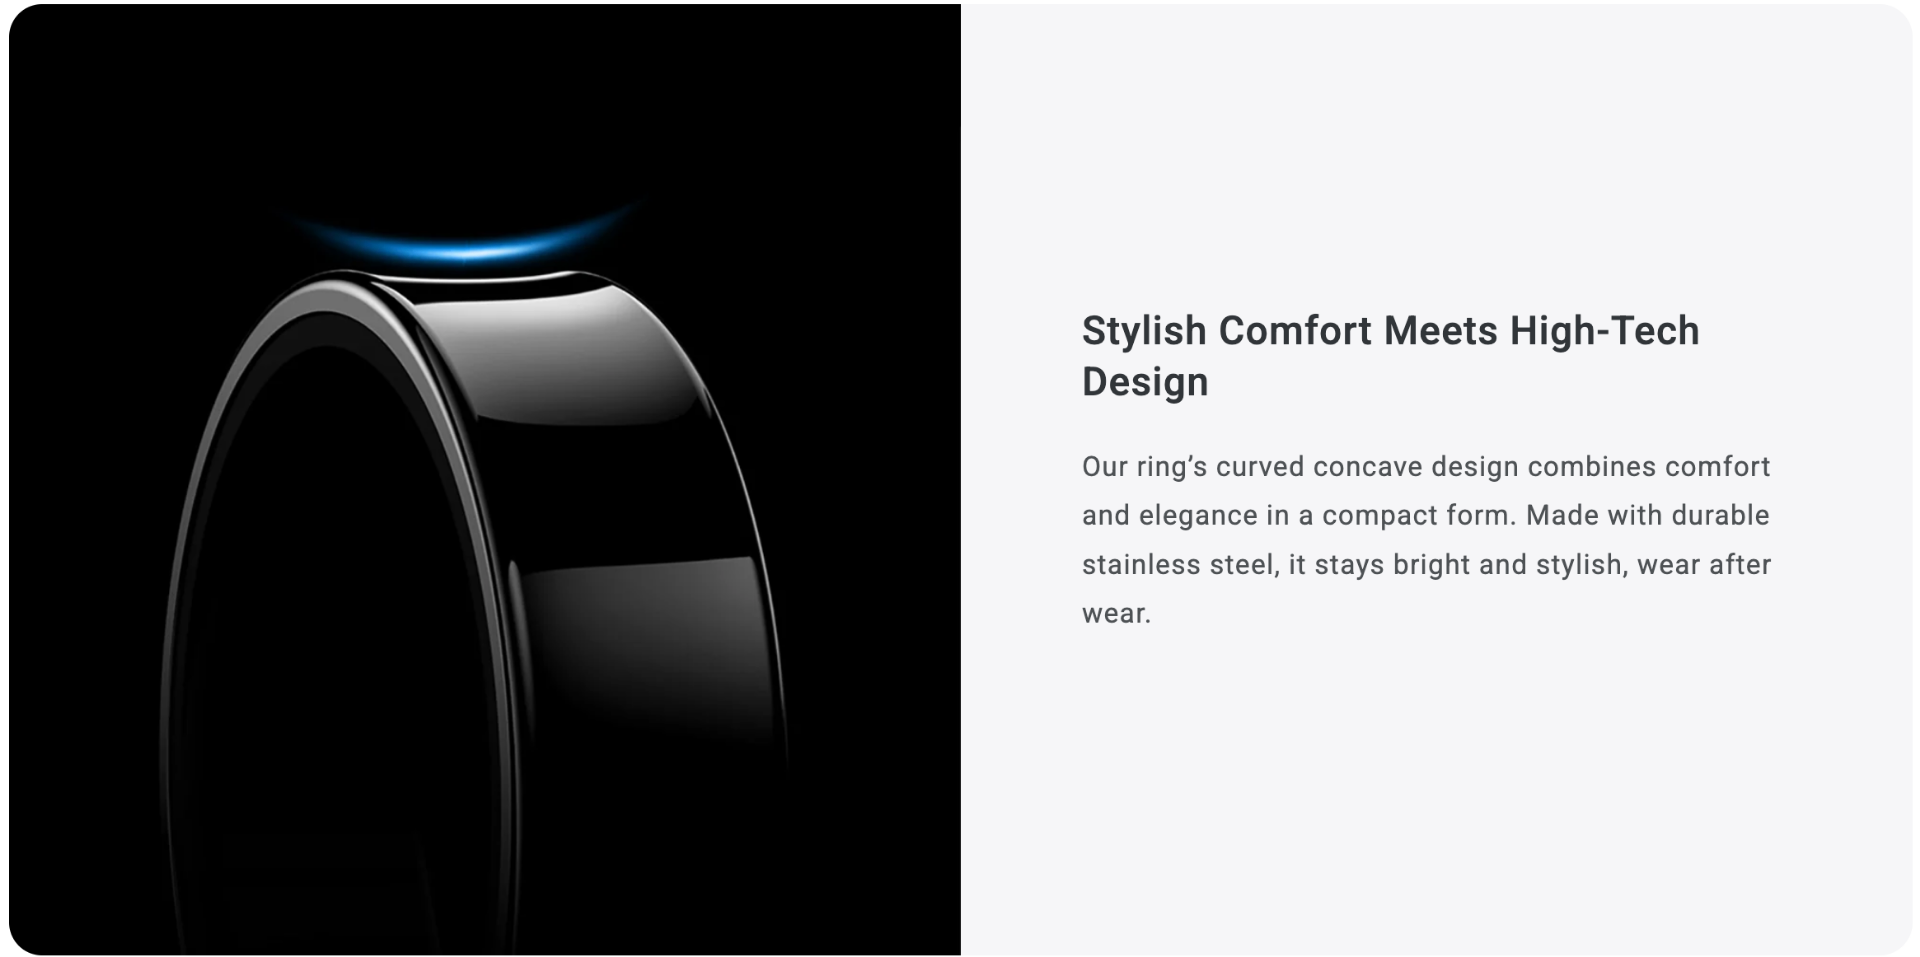 Stylish Comfort Meets High-Tech
Design
Our ring’s curved concave design combines comfort
and elegance in a compact form. Made with durable
stainless steel, it stays bright and stylish, wear after
wear.